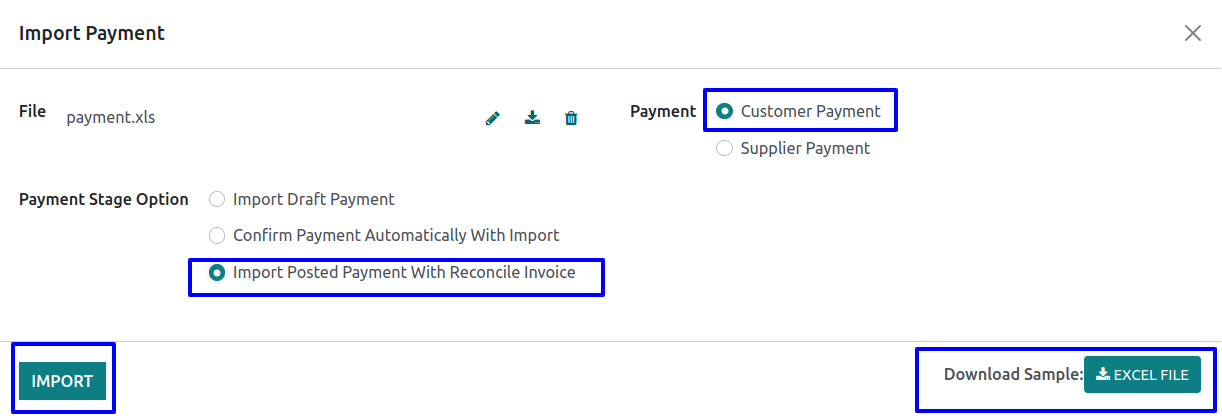 Import Payment
File payment.xls
Payment Customer Payment
Supplier Payment
Payment Stage Option Import Draft Payment
Confirm Payment Automatically With Import
Import Posted Payment With Reconcile Invoice
IMPORT
Download Sample: EXCEL FILE